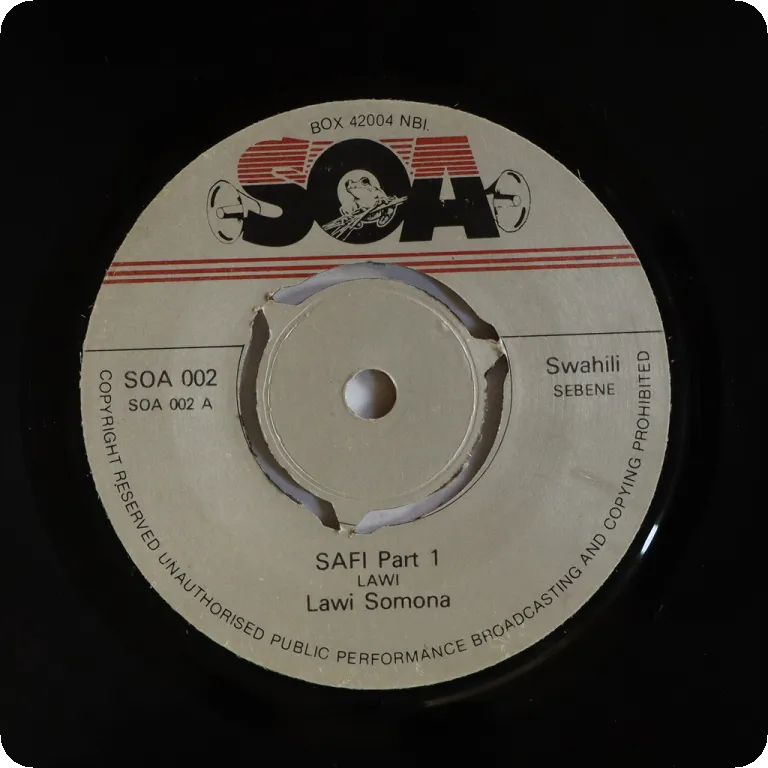 BOX 42004 NBI.
SOA
SOA 002
SOA 002 A
Swahili
SEBENE
SAFI Part 1
LAWI
Lawi Somona
COPYRIGHT RESERVED UNAUTHORISED PUBLIC PERFORMANCE BROADCASTING AND COPYING PROHIBITED